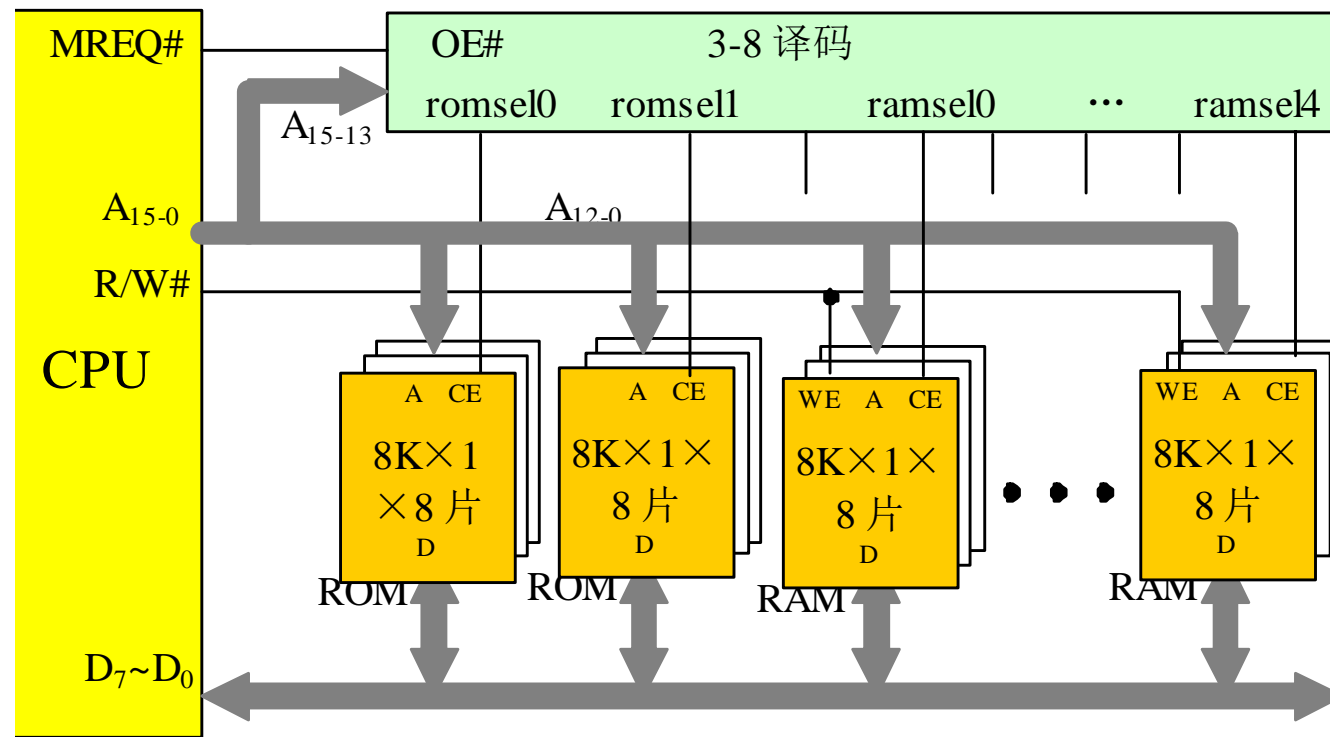 MREQ#
OE#
3-8 译码
romsel0
romsel1
ramsel0
···
ramsel4
A15-13
A15-0
A12-0
R/W#
CPU
A CE
8K×1
×8 片
D
ROM
A CE
8K×1×
8 片
D
ROM
WE A CE
8K×1×
8 片
D
RAM
WE A CE
8K×1×
8 片
D
RAM
D7~D0